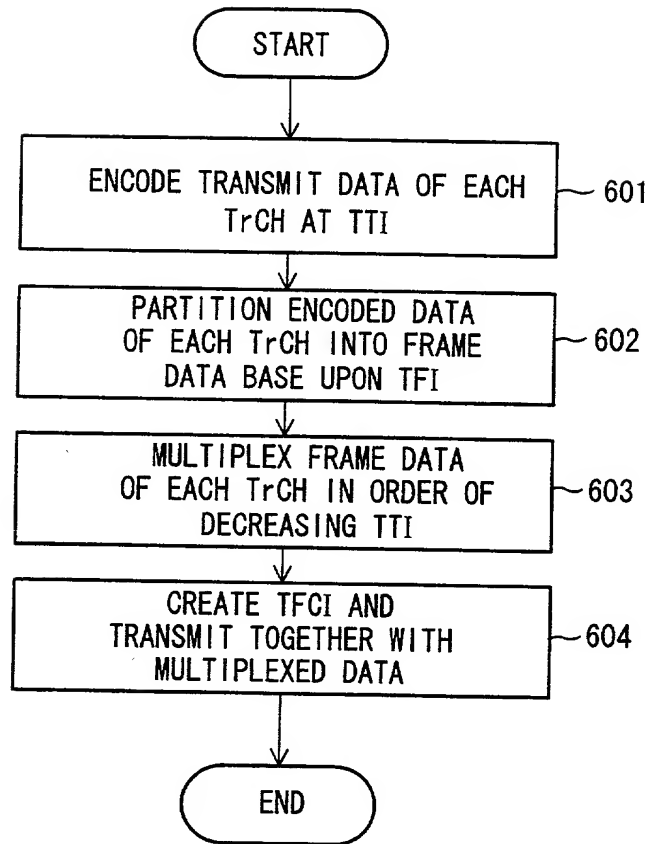 START
ENCODE TRANSMIT DATA OF EACH
TrCH AT TTI
601
PARTITION ENCODED DATA
OF EACH TrCH INTO FRAME
DATA BASE UPON TFI
602
MULTIPLEX FRAME DATA
OF EACH TrCH IN ORDER OF
DECREASING TTI
603
CREATE TFCI AND
TRANSMIT TOGETHER WITH
MULTIPLEXED DATA
604
END